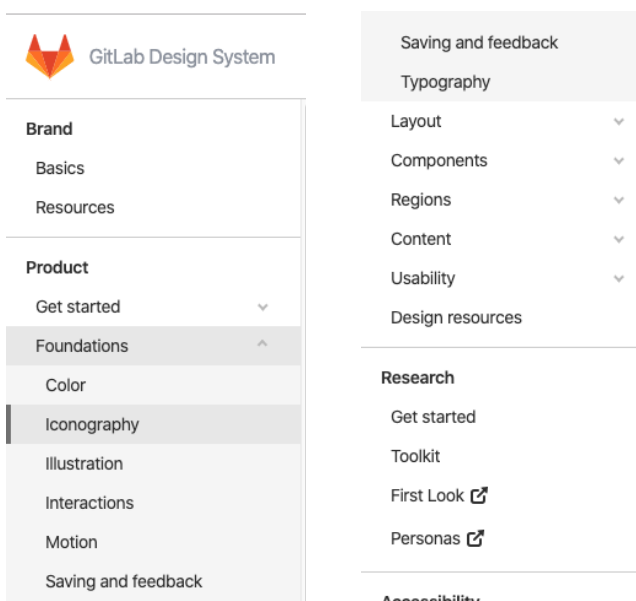 GitLab Design System
Brand
Basics
Resources
Product
Get started
Foundations
Color
Iconography
Illustration
Interactions
Motion
Saving and feedback
Saving and feedback
Typography
Layout
Components
Regions
Content
Usability
Design resources
Research
Get started
Toolkit
First Look
Personas
Accessibility